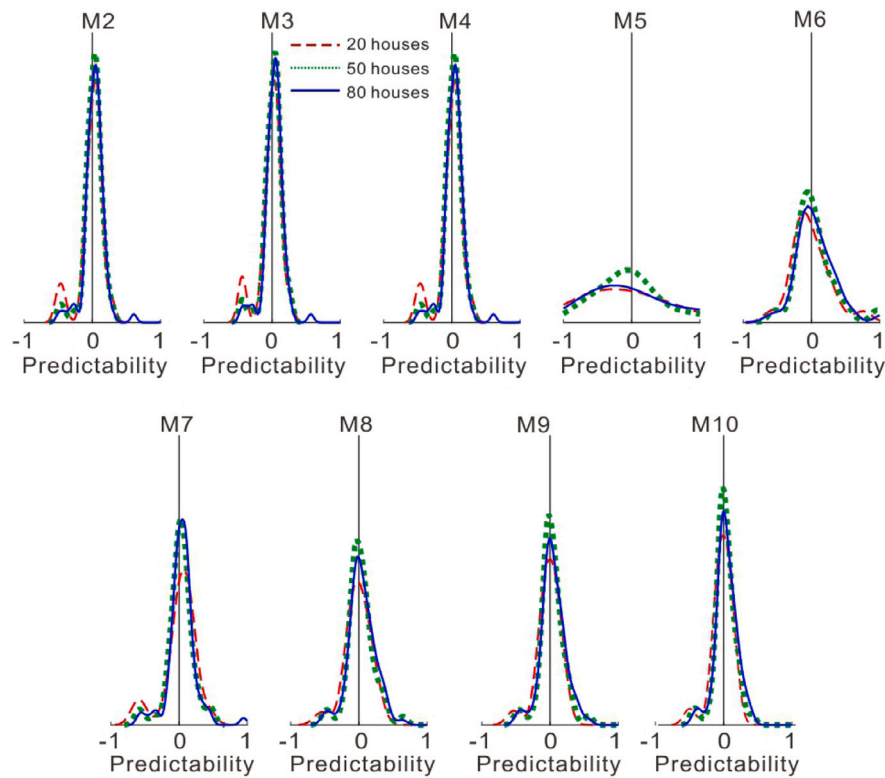 M2 M3 M4 M5 M6
20 houses
50 houses
80 houses
-1 0 1 -1 0 1 -1 0 1 -1 0 1 -1 0 1
Predictability Predictability Predictability Predictability Predictability
M7 M8 M9 M10
-1 0 1 -1 0 1 -1 0 1 -1 0 1
Predictability Predictability Predictability Predictability